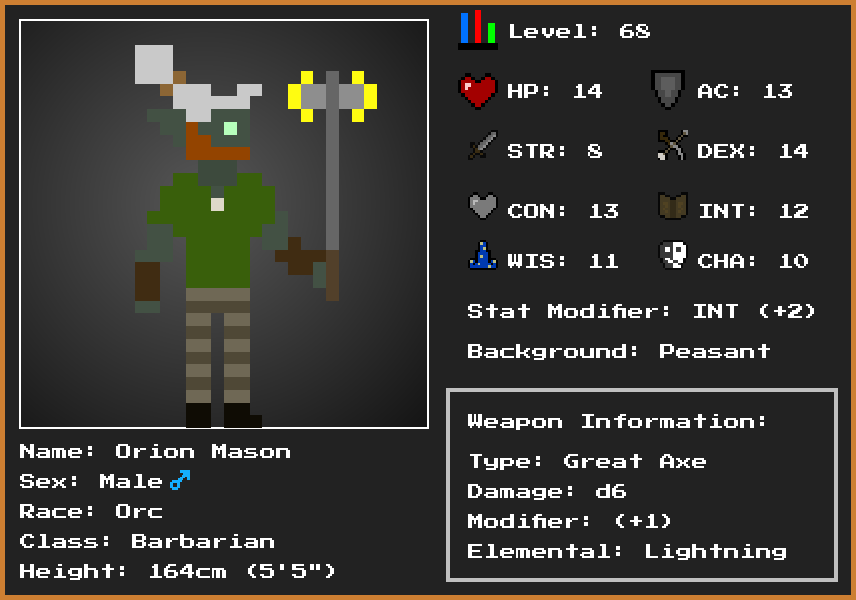 Level: 68
HP: 14 AC: 13
STR: 8 DEX: 14
CON: 13 INT: 12
WIS: 11 CHA: 10
Stat Modifier: INT (+2)
Background: Peasant
Weapon Information:
Type: Great Axe
Damage: d6
Modifier: (+1)
Elemental: Lightning
Name: Orion Mason
Sex: Male ♂
Race: Orc
Class: Barbarian
Height: 164cm (5'5")